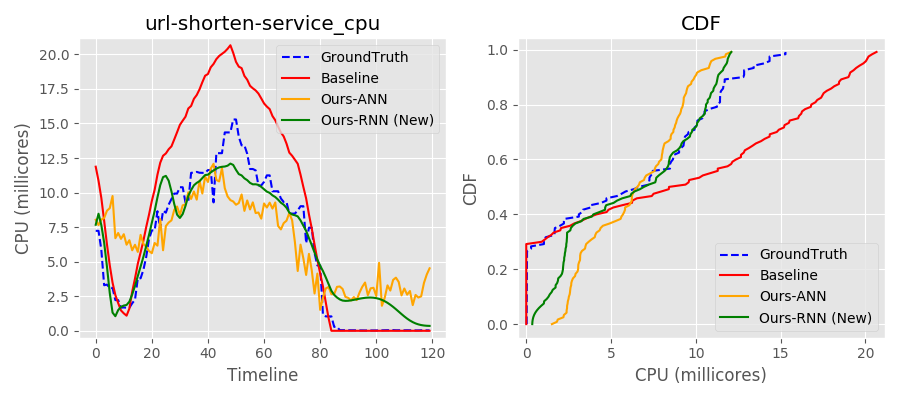 url-shorten-service_cpu
CPU (millicores)
20.0
17.5
15.0
12.5
10.0
7.5
5.0
2.5
0.0
GroundTruth
Baseline
Ours-ANN
Ours-RNN (New)
0 20 40 60 80 100 120
Timeline
CDF
CDF
1.0
0.8
0.6
0.4
0.2
0.0
GroundTruth
Baseline
Ours-ANN
Ours-RNN (New)
0 5 10 15 20
CPU (millicores)